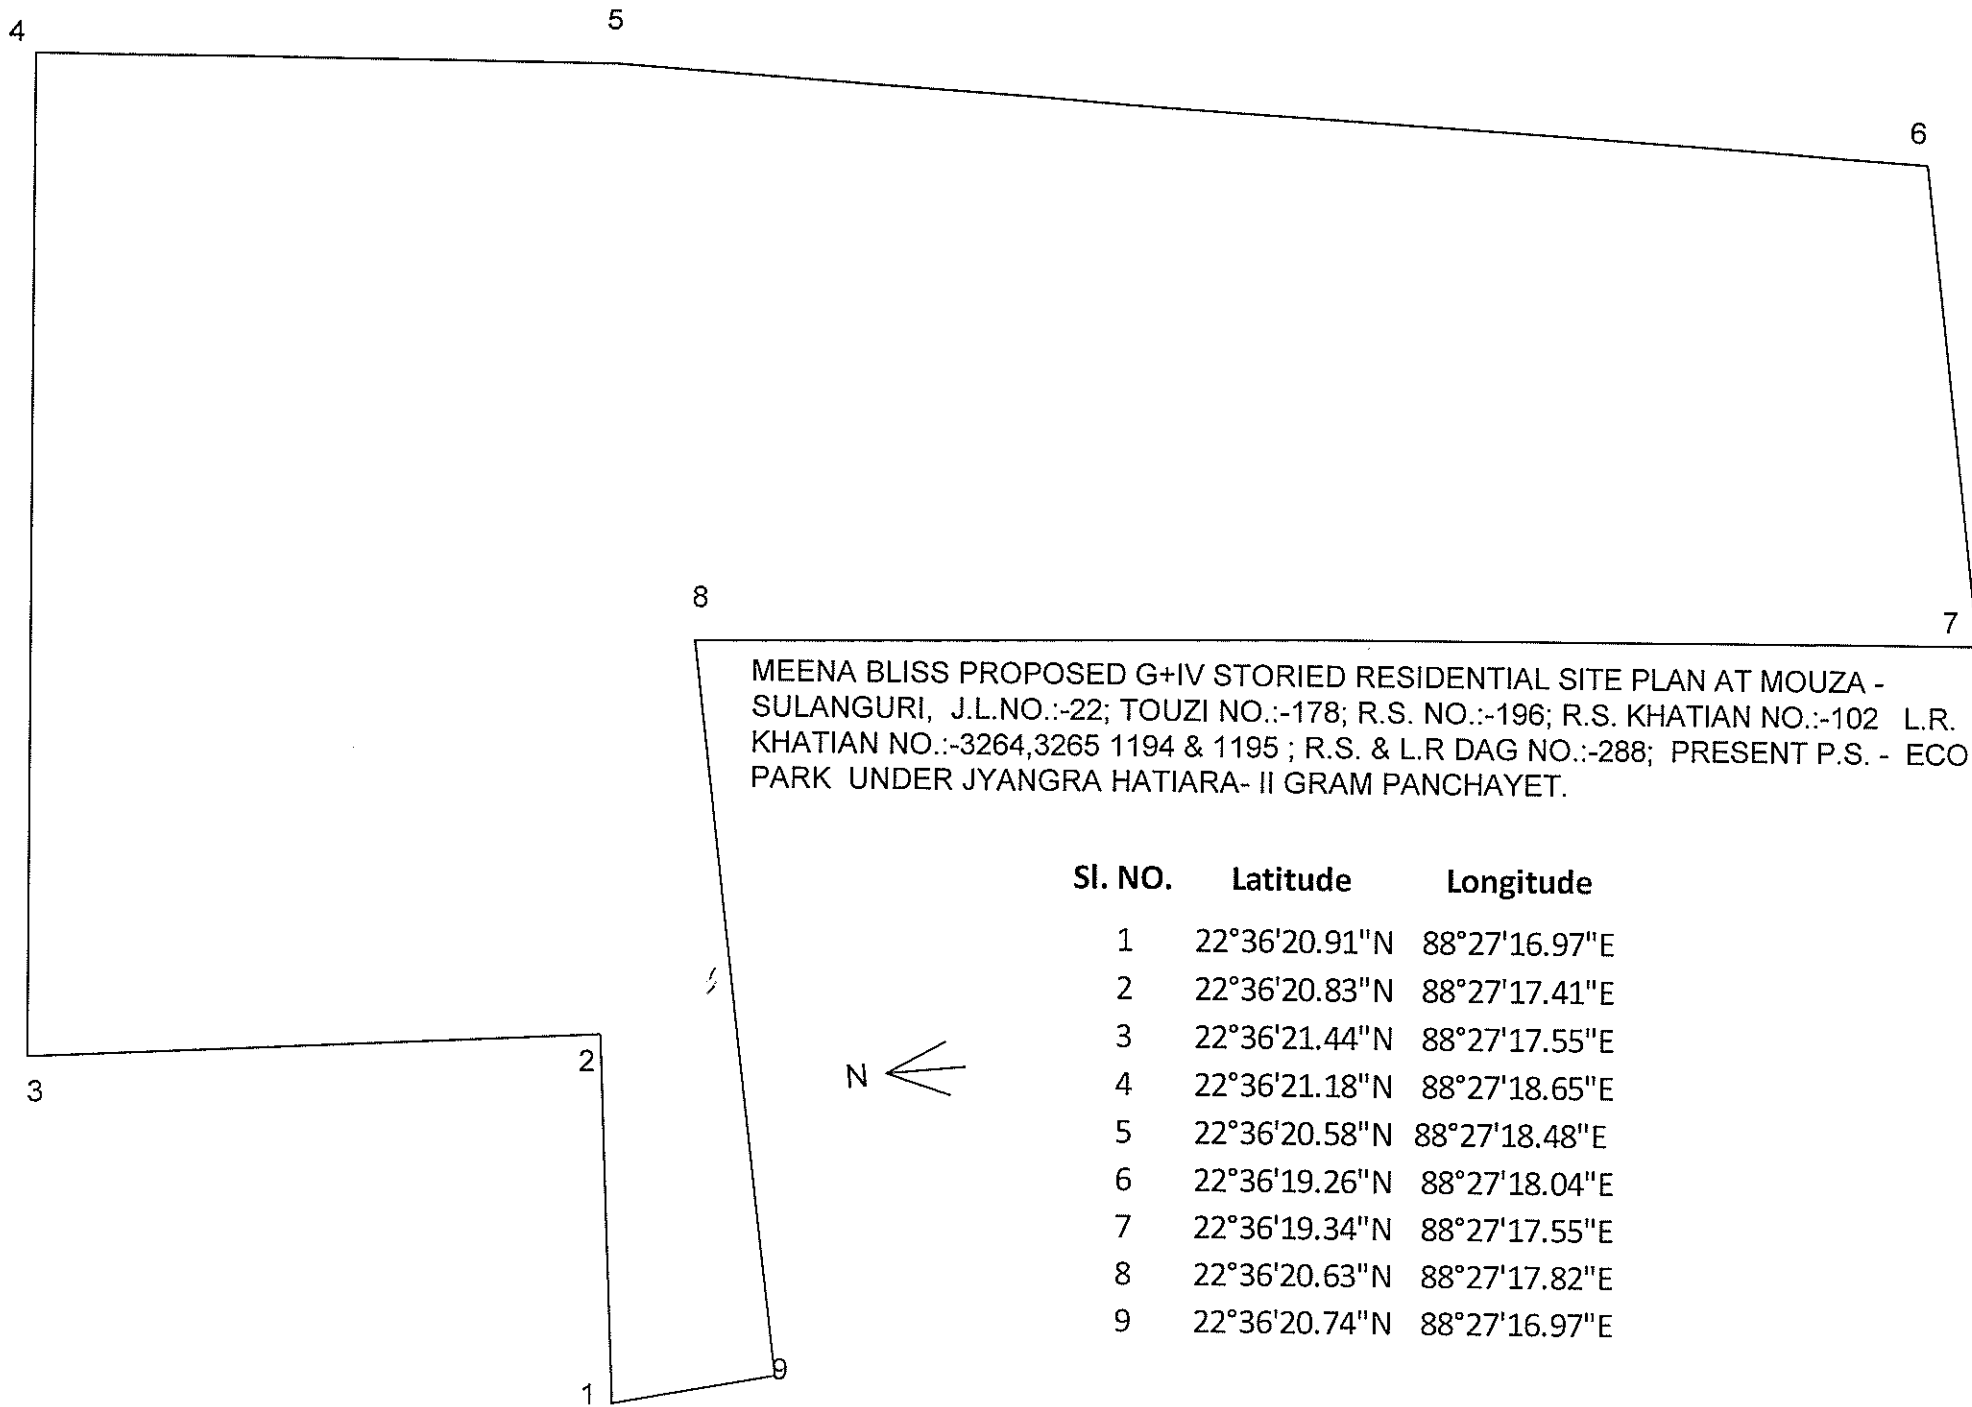 4
5
6
8
7
MEENA BLISS PROPOSED G+IV STORIED RESIDENTIAL SITE PLAN AT MOUZA -
SULANGURI, J.L.NO.:-22; TOUZI NO.:-178; R.S. NO.:-196; R.S. KHATIAN NO.:-102 L.R.
KHATIAN NO.:-3264,3265 1194 & 1195 ; R.S. & L.R DAG NO.:-288; PRESENT P.S. - ECO
PARK UNDER JYANGRA HATIARA- II GRAM PANCHAYET.
Sl. NO. Latitude Longitude
1 22°36'20.91"N 88°27'16.97"E
2 22°36'20.83"N 88°27'17.41"E
3 22°36'21.44"N 88°27'17.55"E
4 22°36'21.18"N 88°27'18.65"E
5 22°36'20.58"N 88°27'18.48"E
6 22°36'19.26"N 88°27'18.04"E
7 22°36'19.34"N 88°27'17.55"E
8 22°36'20.63"N 88°27'17.82"E
9 22°36'20.74"N 88°27'16.97"E
2
3
N
9
1